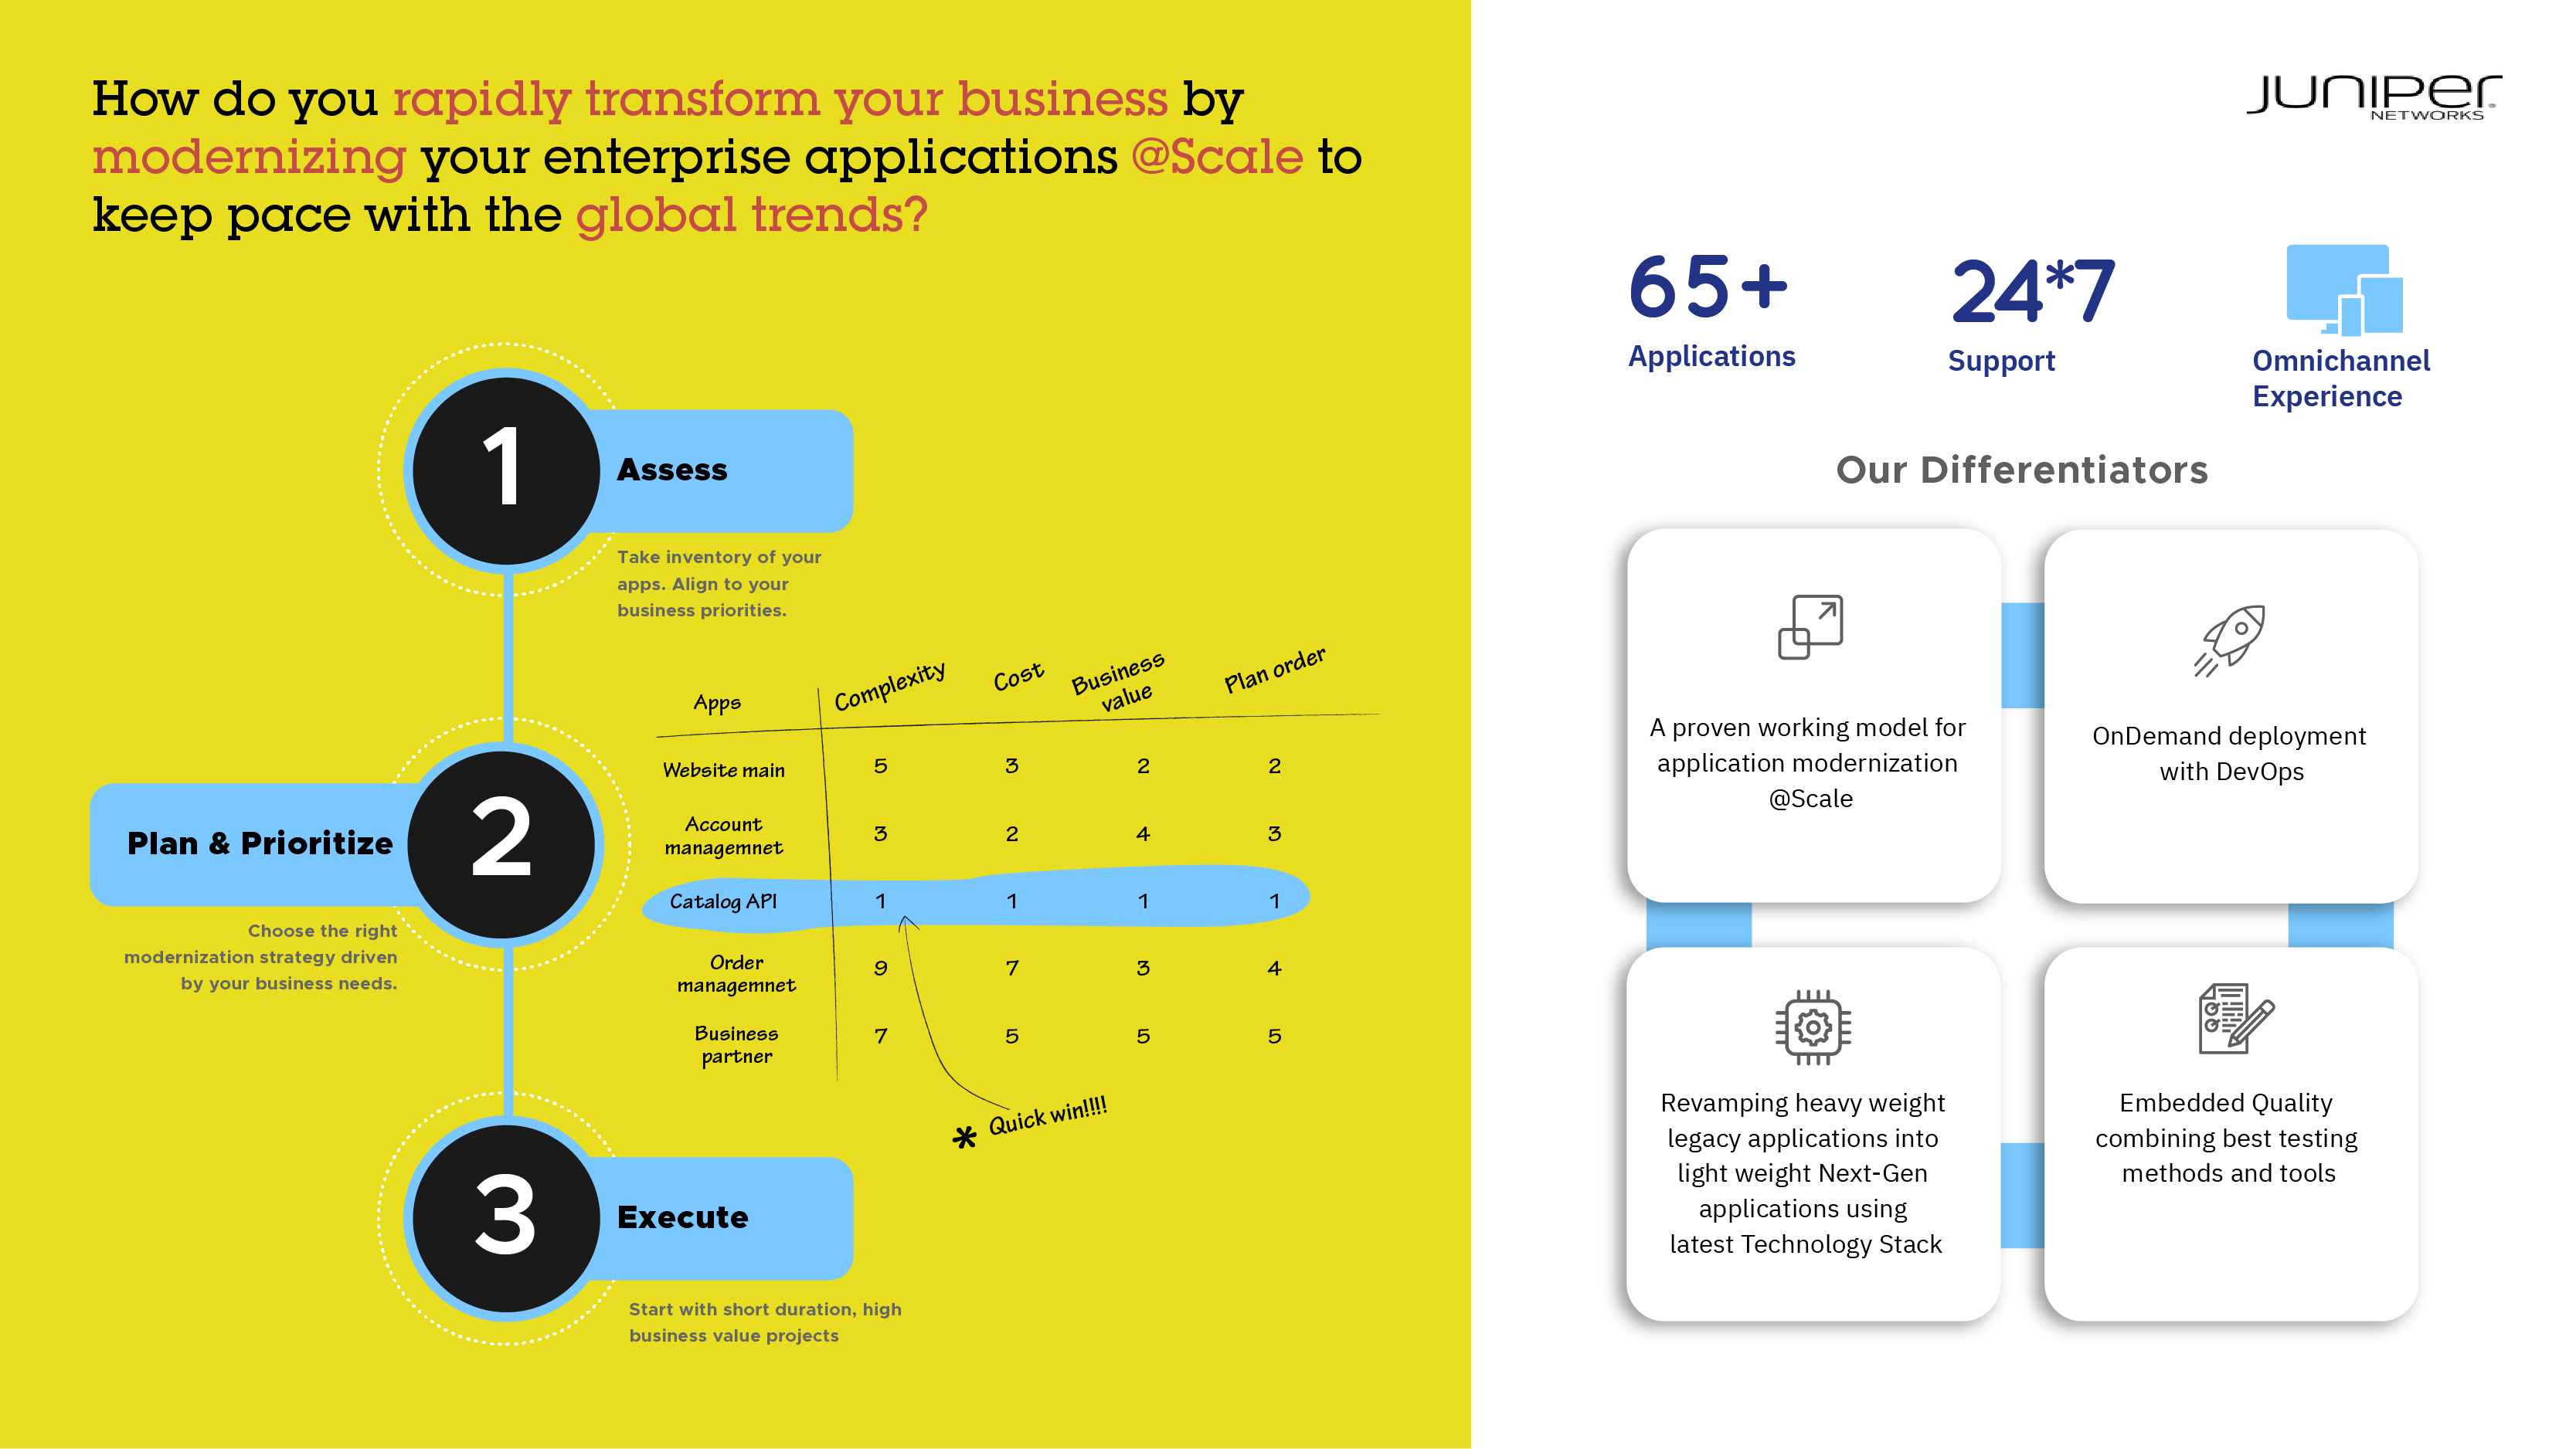 How do you rapidly transform your business by
modernizing your enterprise applications @Scale to
keep pace with the global trends?
1
Assess
Take inventory of your
apps. Align to your
business priorities.
2
Plan & Prioritize
Choose the right
modernization strategy driven
by your business needs.
Apps Complexity Cost Business value Plan order
Website main 5 3 2 2
Account
managemnet 3 2 4 3
Catalog API 1 1 1 1
Order
managemnet 9 7 3 4
Business
partner 7 5 5 5
* Quick win!!!!
3
Execute
Start with short duration, high
business value projects
JUNIPER
NETWORKS
65+
Applications
24*7
Support
Omnichannel
Experience
Our Differentiators
A proven working model for
application modernization
@Scale
OnDemand deployment
with DevOps
Revamping heavy weight
legacy applications into
light weight Next-Gen
applications using
latest Technology Stack
Embedded Quality
combining best testing
methods and tools